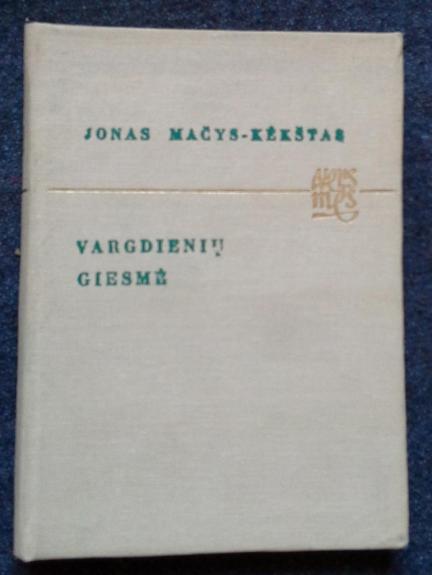 JONAS MAČYS-KĖKŠTAS
VARGDIENIŲ
GIESMĖ